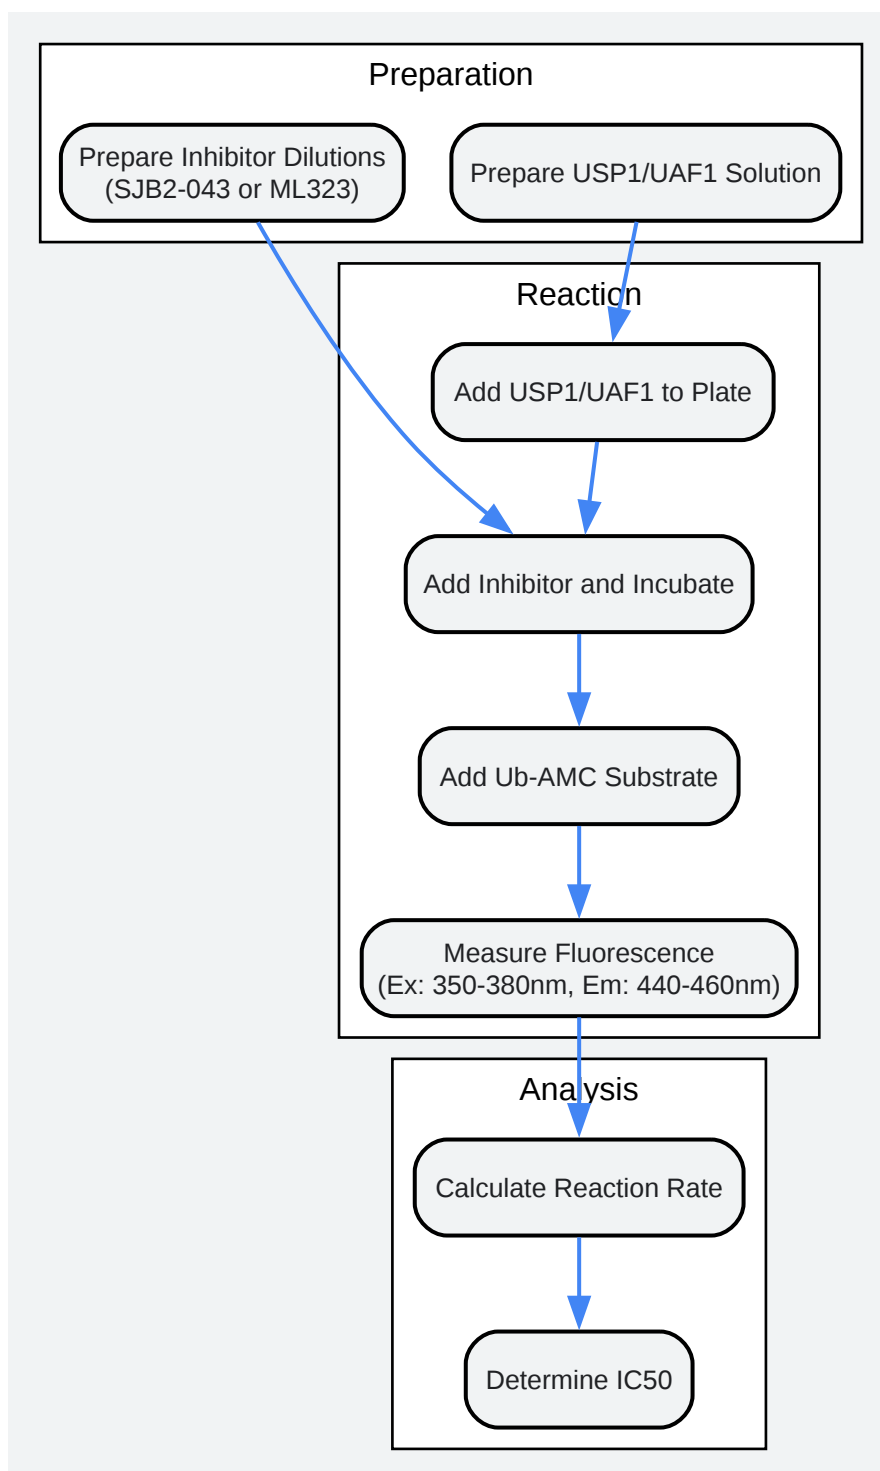 Preparation
Prepare Inhibitor Dilutions
(SJB2-043 or ML323)
Prepare USP1/UAF1 Solution
Reaction
Add USP1/UAF1 to Plate
Add Inhibitor and Incubate
Add Ub-AMC Substrate
Measure Fluorescence
(Ex: 350-380nm, Em: 440-460nm)
Analysis
Calculate Reaction Rate
Determine IC50